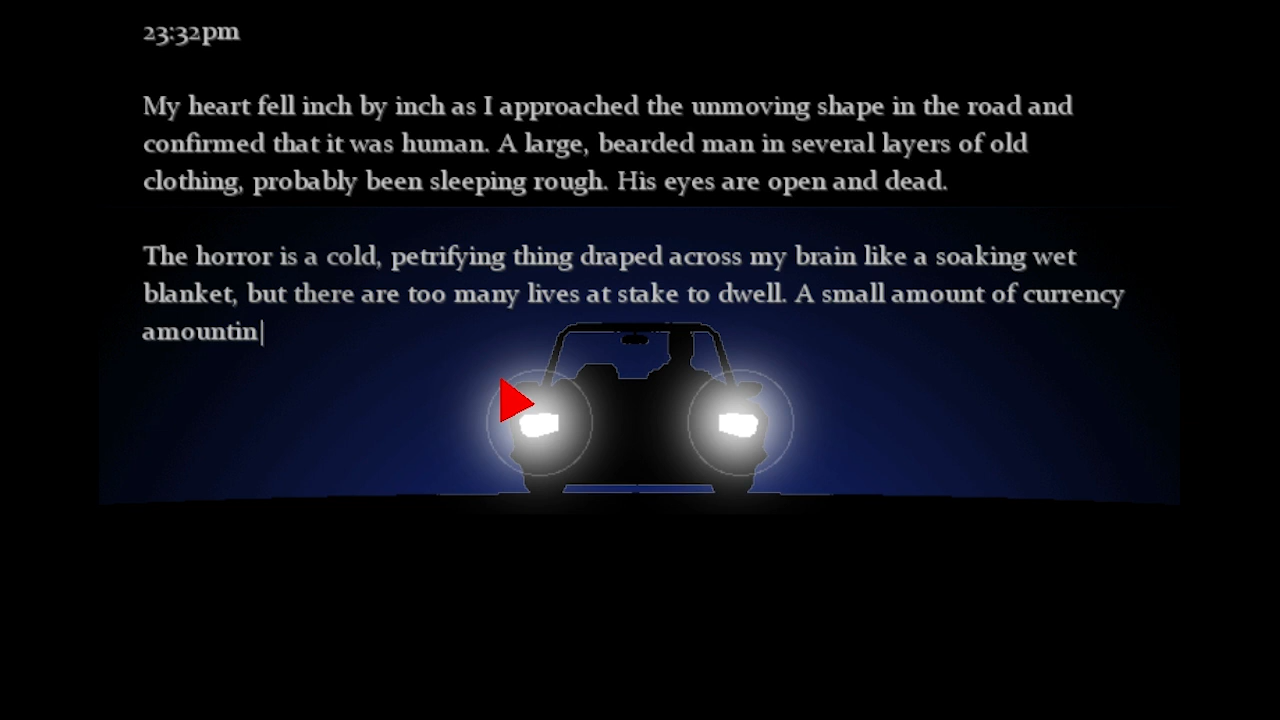 23:32pm
My heart fell inch by inch as I approached the unmoving shape in the road and
confirmed that it was human. A large, bearded man in several layers of old
clothing, probably been sleeping rough. His eyes are open and dead.
The horror is a cold, petrifying thing draped across my brain like a soaking wet
blanket, but there are too many lives at stake to dwell. A small amount of currency
amountin